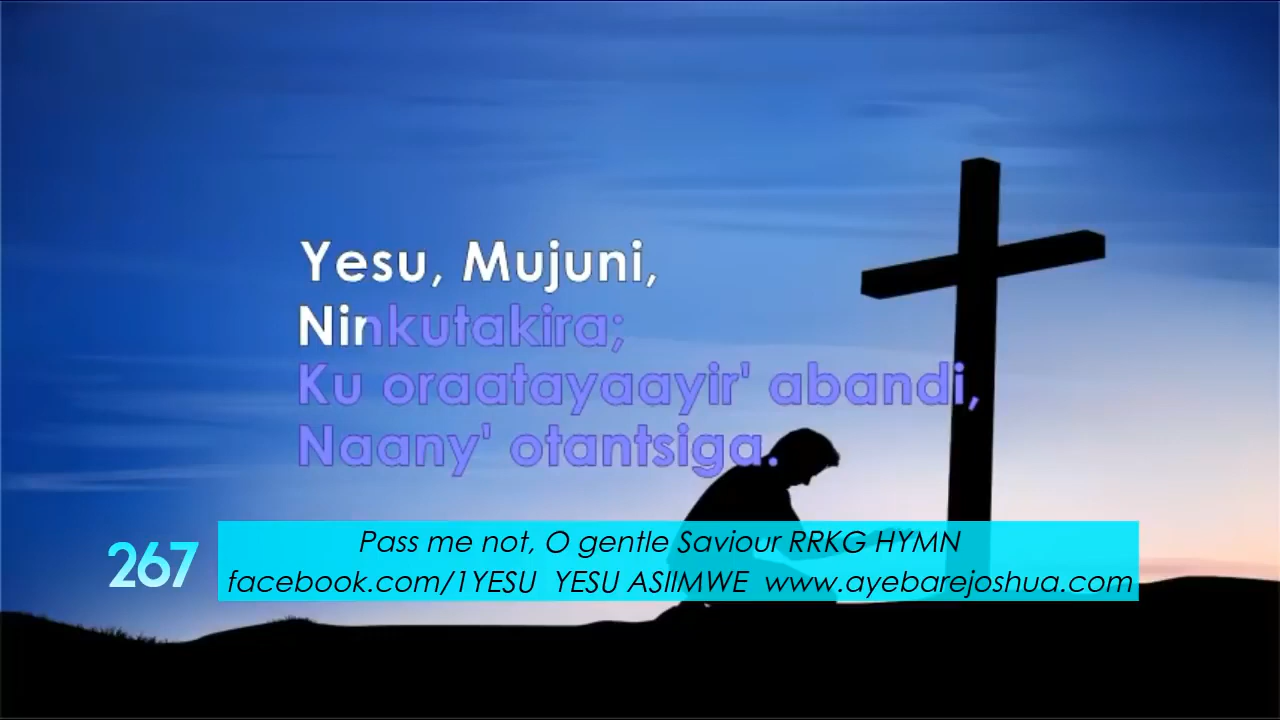 Yesu, Mujuni,
Ninkutakira;
Ku oraatayaayir' abandi,
Naany' otantsiga.
267
Pass me not, O gentle Saviour RRKG HYMN
facebook.com/1YESU YESU ASIIMWE www.ayebarejoshua.com